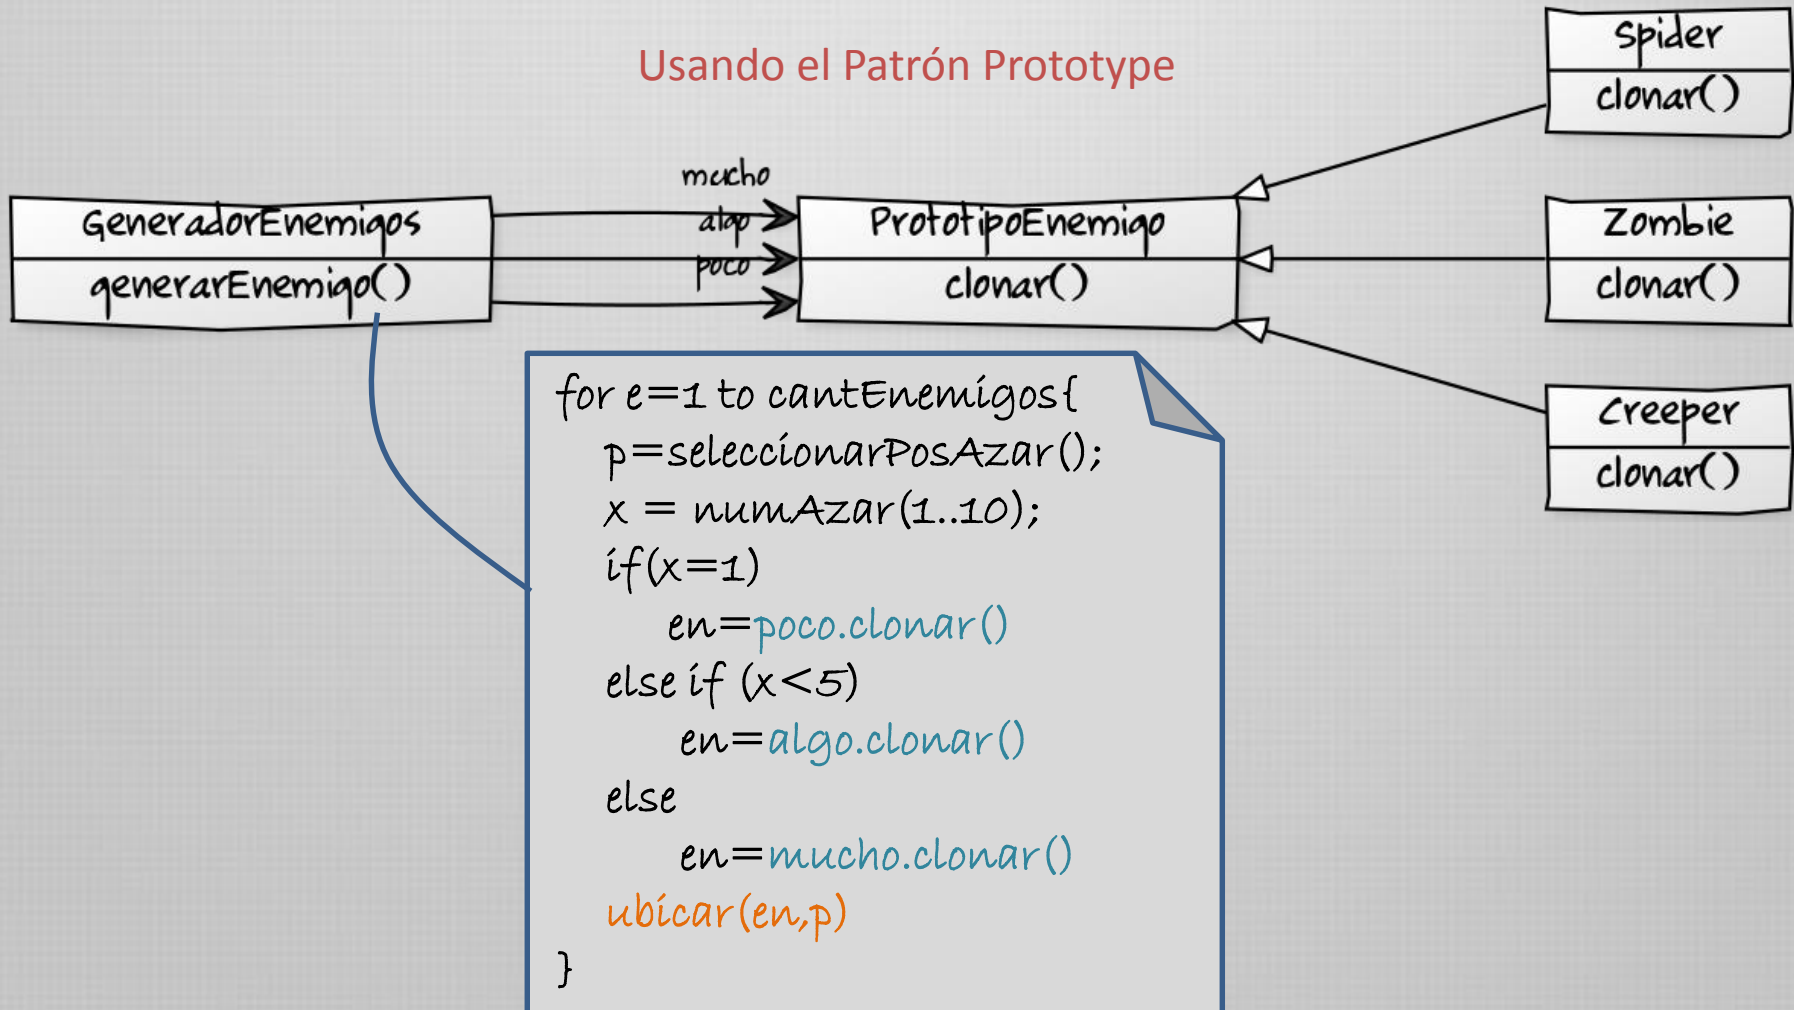 Usando el Patrón Prototype
Spider
clonar()
mucho
GeneradorEnemigos
generarEnemigo()
algo
poco
PrototipoEnemigo
clonar()
Zombie
clonar()
Creeper
clonar()
for e=1 to cantEnemigos{
p=seleccionarPosAzar();
x = numAzar(1..10);
if(x=1)
en=poco.clonar()
else if (x<5)
en=algo.clonar()
else
en=mucho.clonar()
ubicar(en,p)
}